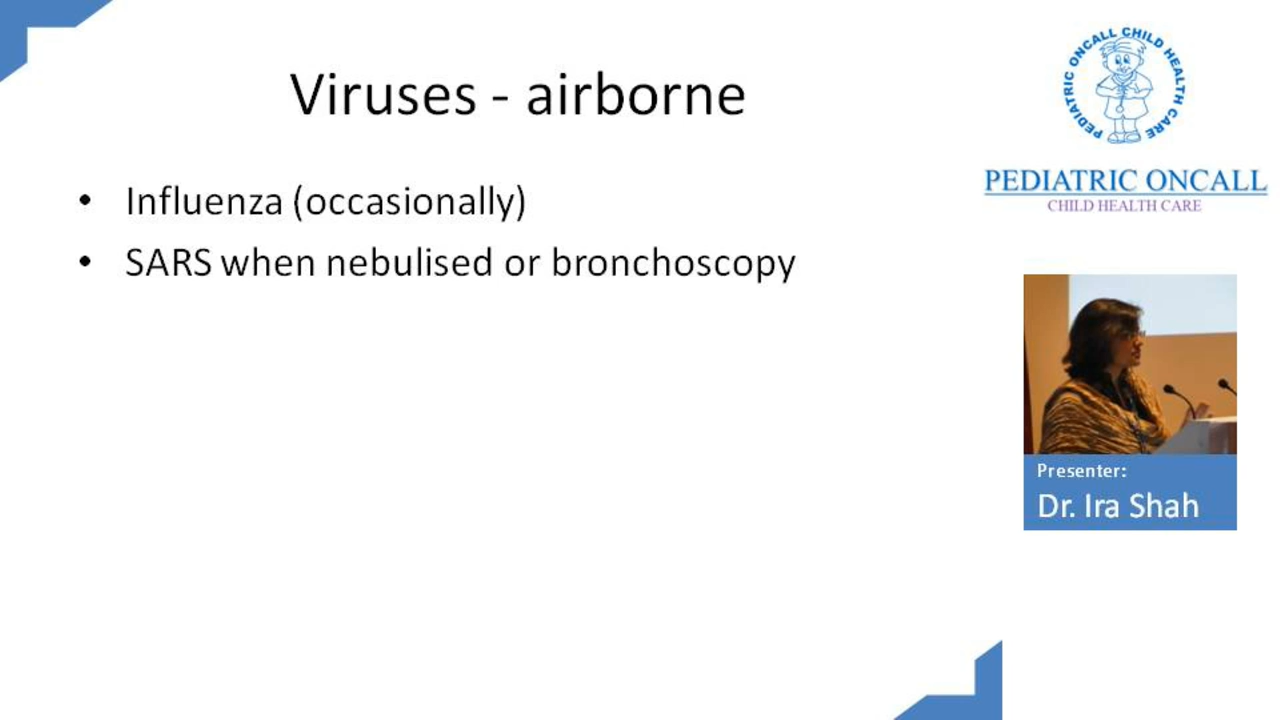 Viruses - airborne
• Influenza (occasionally)
• SARS when nebulised or bronchoscopy
PEDIATRIC ONCALL CHILD HEALTH CARE
PEDIATRIC ONCALL
CHILD HEALTH CARE
Presenter:
Dr. Ira Shah